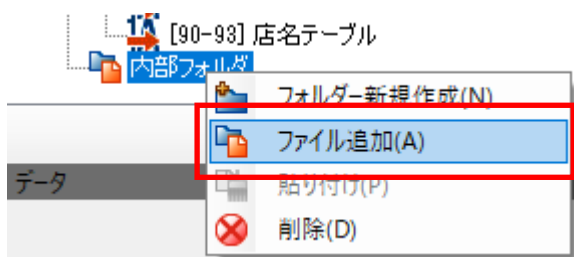 [90-93] 店名テーブル
内部フォルダ
フォルダー新規作成(N)
ファイル追加(A)
データ
貼り付け(P)
削除(D)